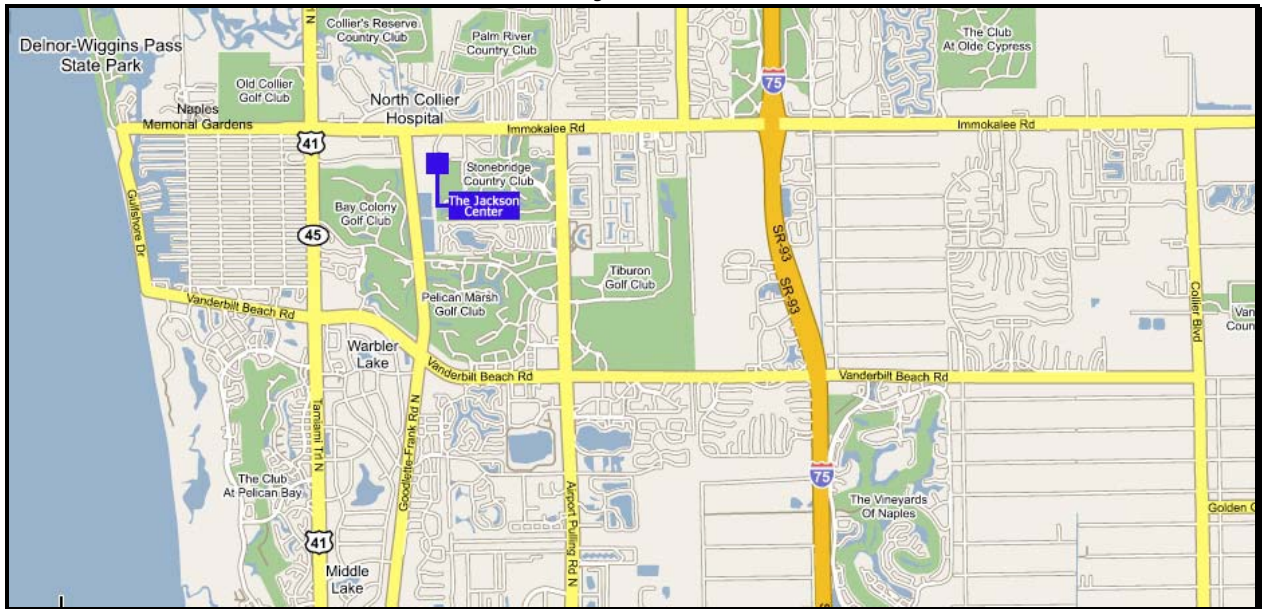 Collier's Reserve
Country Club
Palm River
Country Club
The Club
At Olde Cypress
Delnor-Wiggins Pass
State Park
Old Collier
Golf Club
75
North Collier
Hospital
Naples
Memorial Gardens
Immokalee Rd
Immokalee Rd
41
Stonebridge
Country Club
The Jackson
Center
Bay Colony
Golf Club
Gulfshore Dr
45
SR-93
SR-93
Tiburon
Golf Club
Pelican Marsh
Golf Club
Collier Blvd
Van
Coun
Vanderbilt Beach Rd
Warbler
Lake
Vanderbilt Beach Rd
Vanderbilt Beach Rd
Tamiami Trl N
Goodlette-Frank Rd N
Airport Pulling Rd N
75
The Club
At Pelican Bay
The Vineyards
Of Naples
Golden
41
Middle
Lake